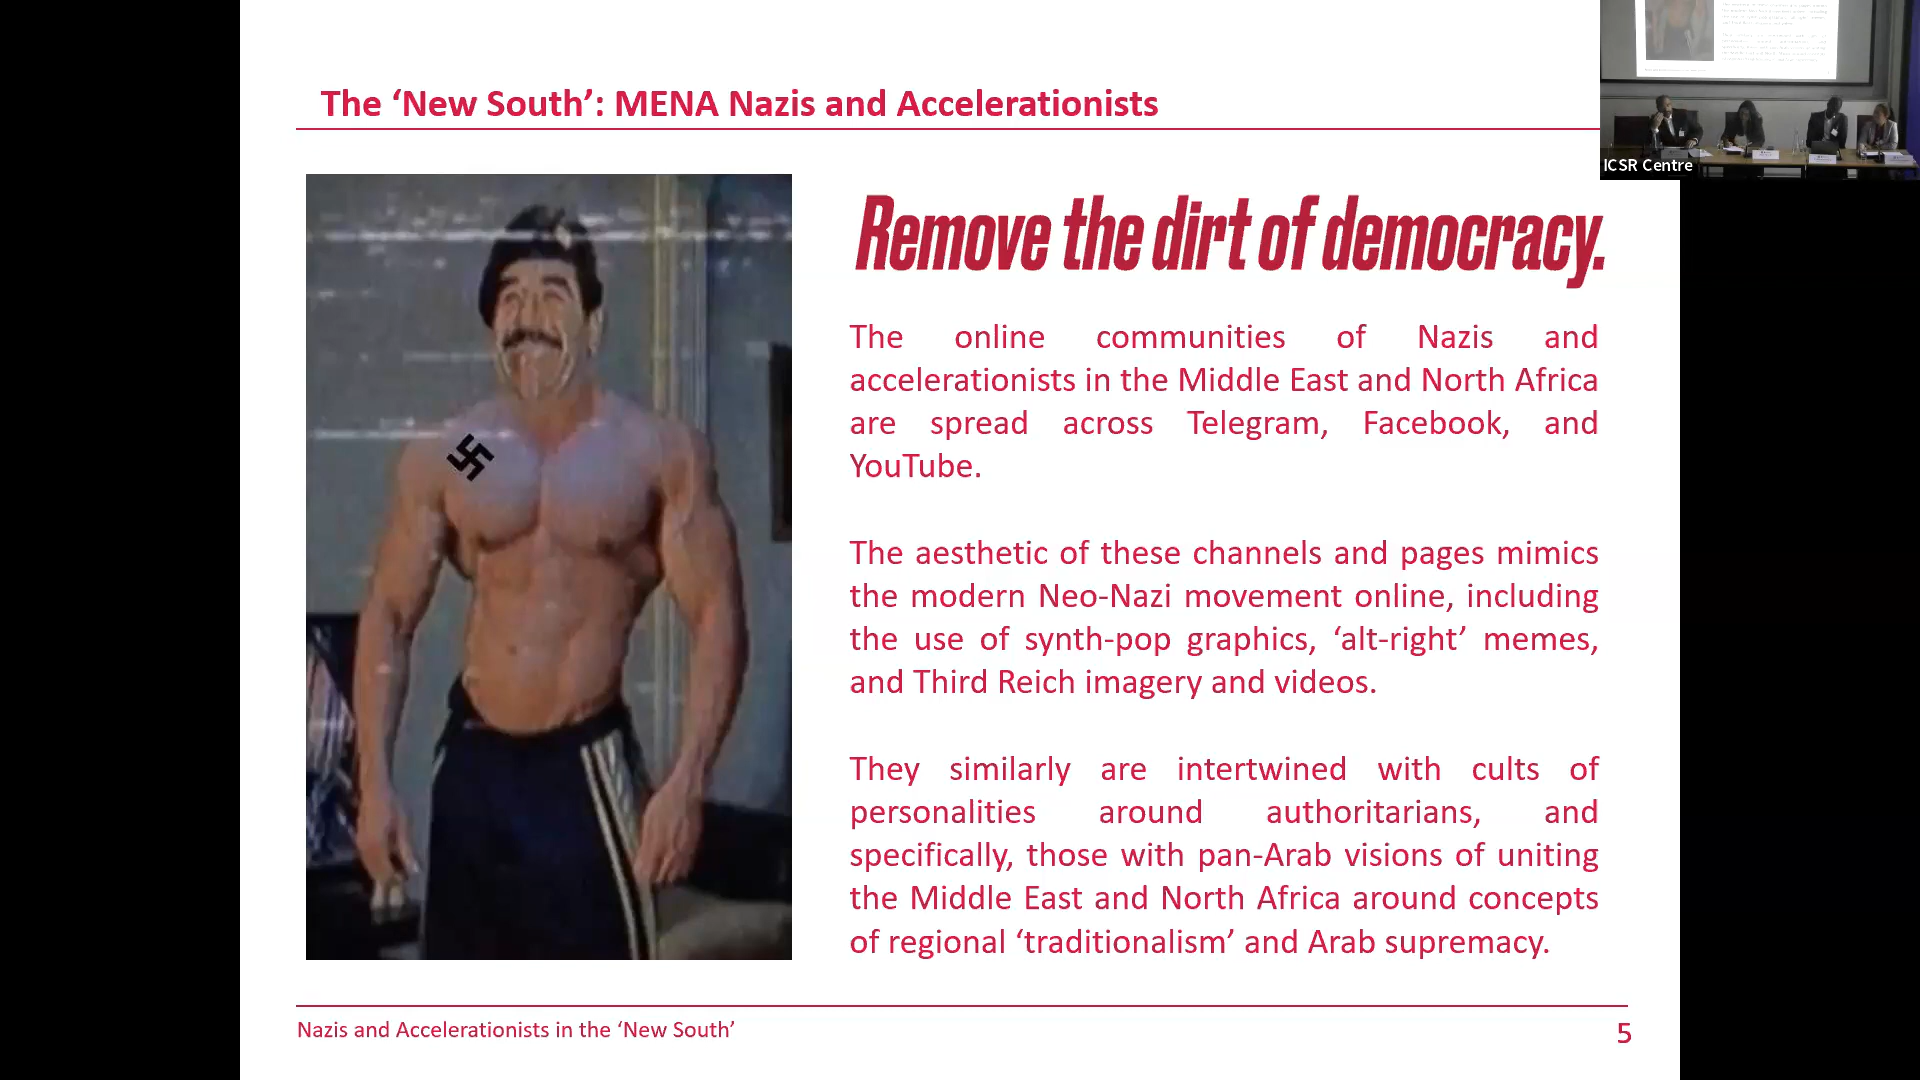 The ‘New South’: MENA Nazis and Accelerationists
ICSR Centre
Remove the dirt of democracy.
The online communities of Nazis and
accelerationists in the Middle East and North Africa
are spread across Telegram, Facebook, and
YouTube.
The aesthetic of these channels and pages mimics
the modern Neo-Nazi movement online, including
the use of synth-pop graphics, ‘alt-right’ memes,
and Third Reich imagery and videos.
They similarly are intertwined with cults of
personalities around authoritarians, and
specifically, those with pan-Arab visions of uniting
the Middle East and North Africa around concepts
of regional ‘traditionalism’ and Arab supremacy.
Nazis and Accelerationists in the ‘New South’
5